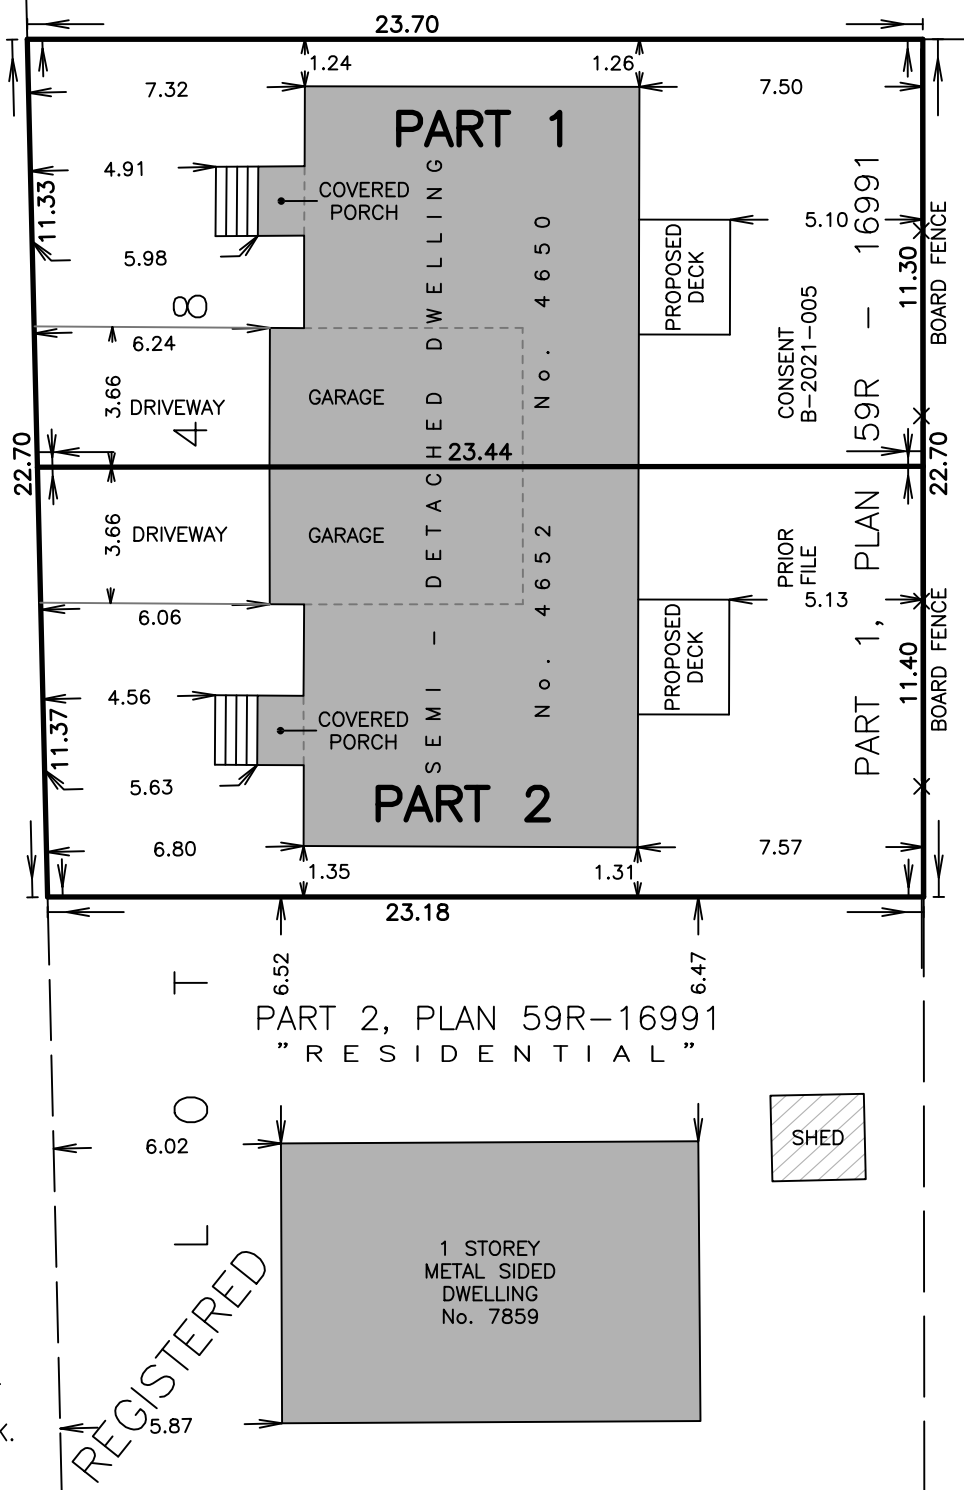 23.70
1.24
1.26
7.32
7.50
PART 1
4.91
COVERED
PORCH
11.33
5.98
5.10
PROPOSED
DECK
11.30
BOARD FENCE
CONSENT
B-2021-005
6.24
3.66
DRIVEWAY
GARAGE
SEMI - DETACHED DWELLING
No. 4650
22.70
23.44
22.70
3.66
DRIVEWAY
GARAGE
No. 4652
PRIOR
FILE
PART 1, PLAN 59R - 16991
6.06
5.13
PROPOSED
DECK
11.40
BOARD FENCE
4.56
COVERED
PORCH
11.37
5.63
PART 2
6.80
7.57
1.35
1.31
23.18
6.52
6.47
PART 2, PLAN 59R-16991
"RESIDENTIAL"
LOT 48
6.02
SHED
1 STOREY
METAL SIDED
DWELLING
No. 7859
5.87
REGISTERED